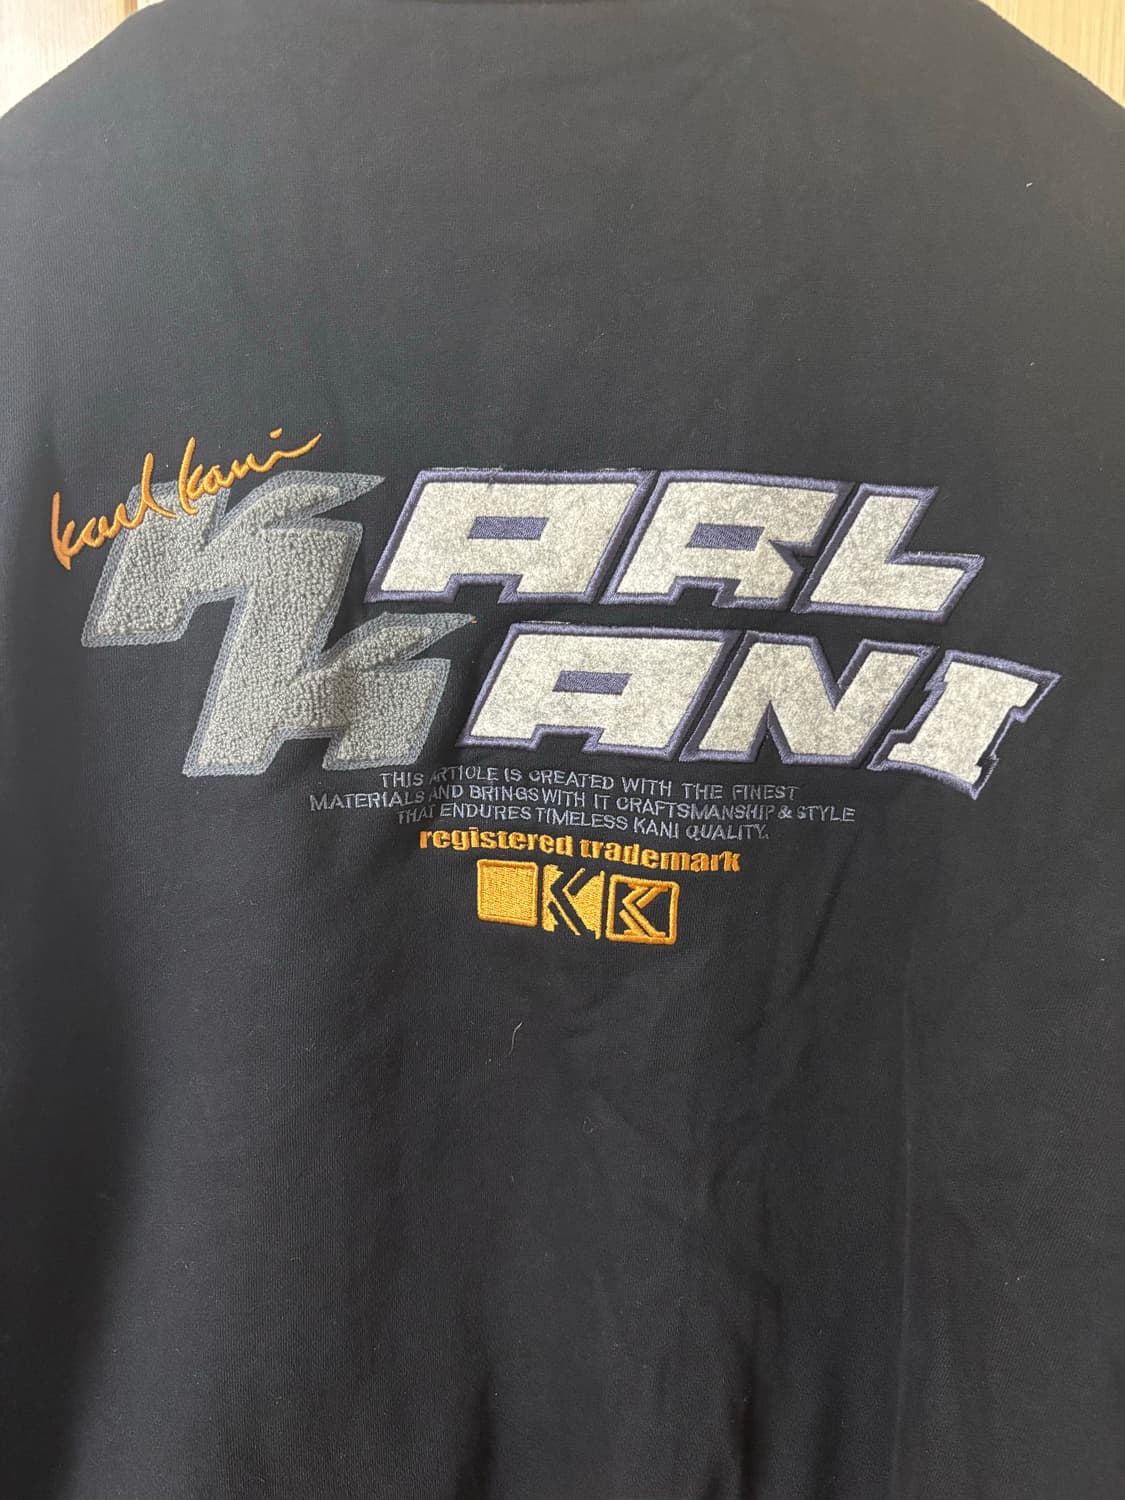 karl kani
KARL
KANI
THIS ARTICLE IS CREATED WITH THE FINEST
MATERIALS AND BRINGS WITH IT CRAFTSMANSHIP & STYLE
THAT ENDURES TIMELESS KANI QUALITY.
registered trademark
KK